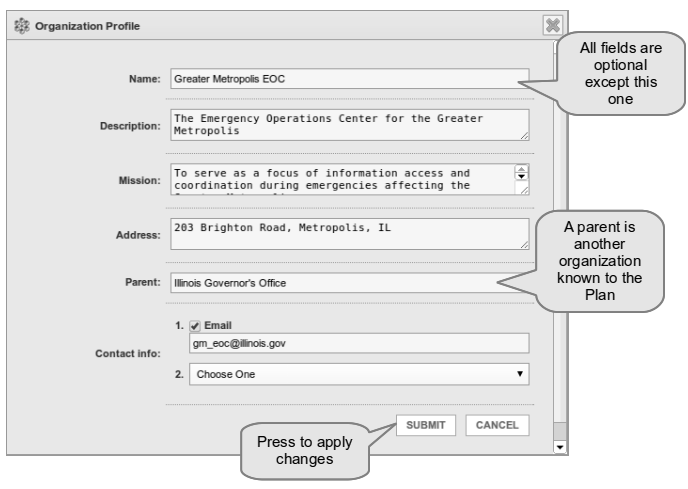 Organization Profile
All fields are
optional
except this
one
Name:
Greater Metropolis EOC
Description:
The Emergency Operations Center for the Greater
Metropolis
Mission:
To serve as a focus of information access and
coordination during emergencies affecting the
Address:
203 Brighton Road, Metropolis, IL
A parent is
another
organization
known to the
Plan
Parent:
Illinois Governor's Office
Contact info:
1. Email
gm_eoc@illinois.gov
2. Choose One
SUBMIT CANCEL
Press to apply
changes